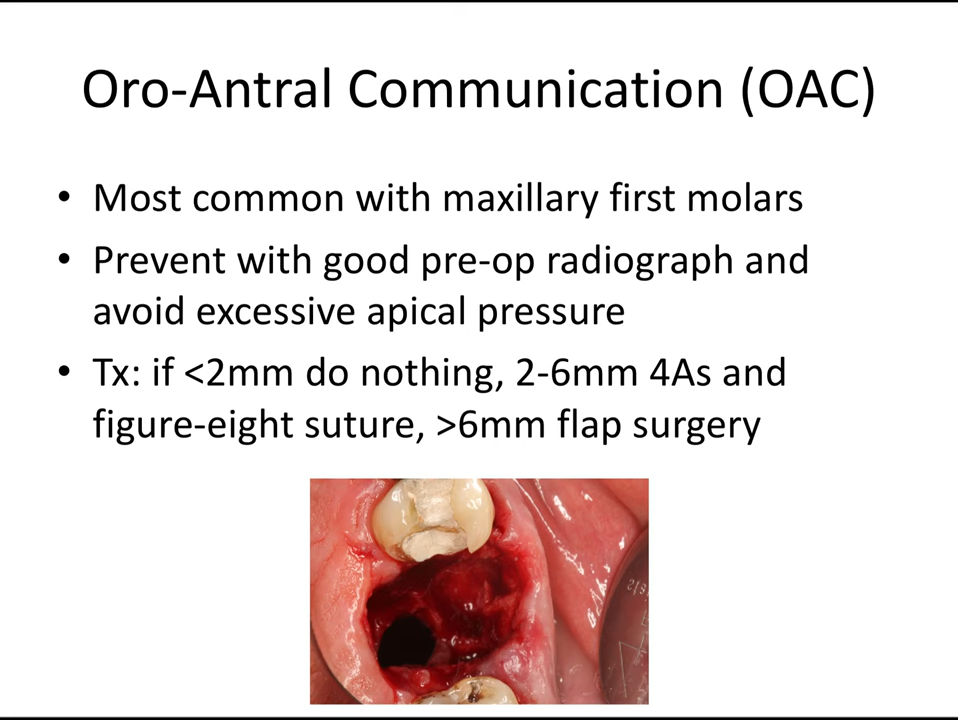 Oro-Antral Communication (OAC)
• Most common with maxillary first molars
• Prevent with good pre-op radiograph and
avoid excessive apical pressure
• Tx: if <2mm do nothing, 2-6mm 4As and
figure-eight suture, >6mm flap surgery